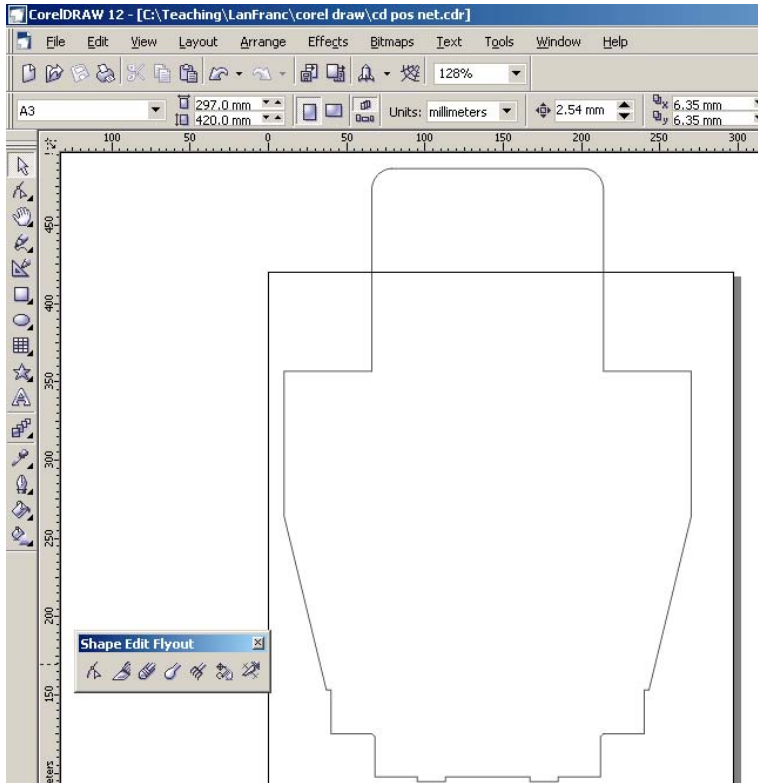 CorelDRAW 12 - [C:\Teaching\LanFranc\corel draw\cd pos net.cdr]
File Edit View Layout Arrange Effects Bitmaps Text Tools Window Help
128%
A3 297.0 mm 420.0 mm Units: millimeters 2.54 mm x 6.35 mm y 6.35 mm
100 50 0 50 100 150 200 250 300
450
400
350
300
250
200
150
Shape Edit Flyout